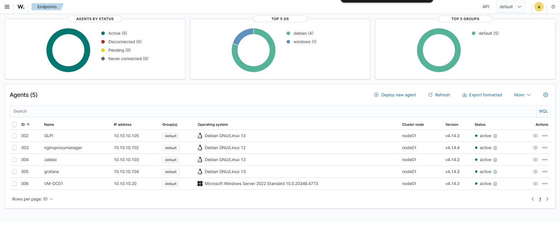 W. Endpoints API default a
AGENTS BY STATUS
Active (5)
Disconnected (0)
Pending (0)
Never connected (0)
TOP 5 OS
debian (4)
windows (1)
TOP 5 GROUPS
default (5)
Agents (5) Deploy new agent Refresh Export formatted More
Search WQL
ID Name IP address Group(s) Operating system Cluster node Version Status Actions
002 GLPI 10.10.10.105 default Debian GNU/Linux 13 node01 v4.14.3 active
003 nginxproxymanager 10.10.10.102 default Debian GNU/Linux 12 node01 v4.14.4 active
004 zabbix 10.10.10.103 default Debian GNU/Linux 13 node01 v4.14.3 active
005 grafana 10.10.10.104 default Debian GNU/Linux 13 node01 v4.14.3 active
006 VM-DC01 10.10.10.20 default Microsoft Windows Server 2022 Standard 10.0.20348.4773 node01 v4.14.3 active
Rows per page: 10 1